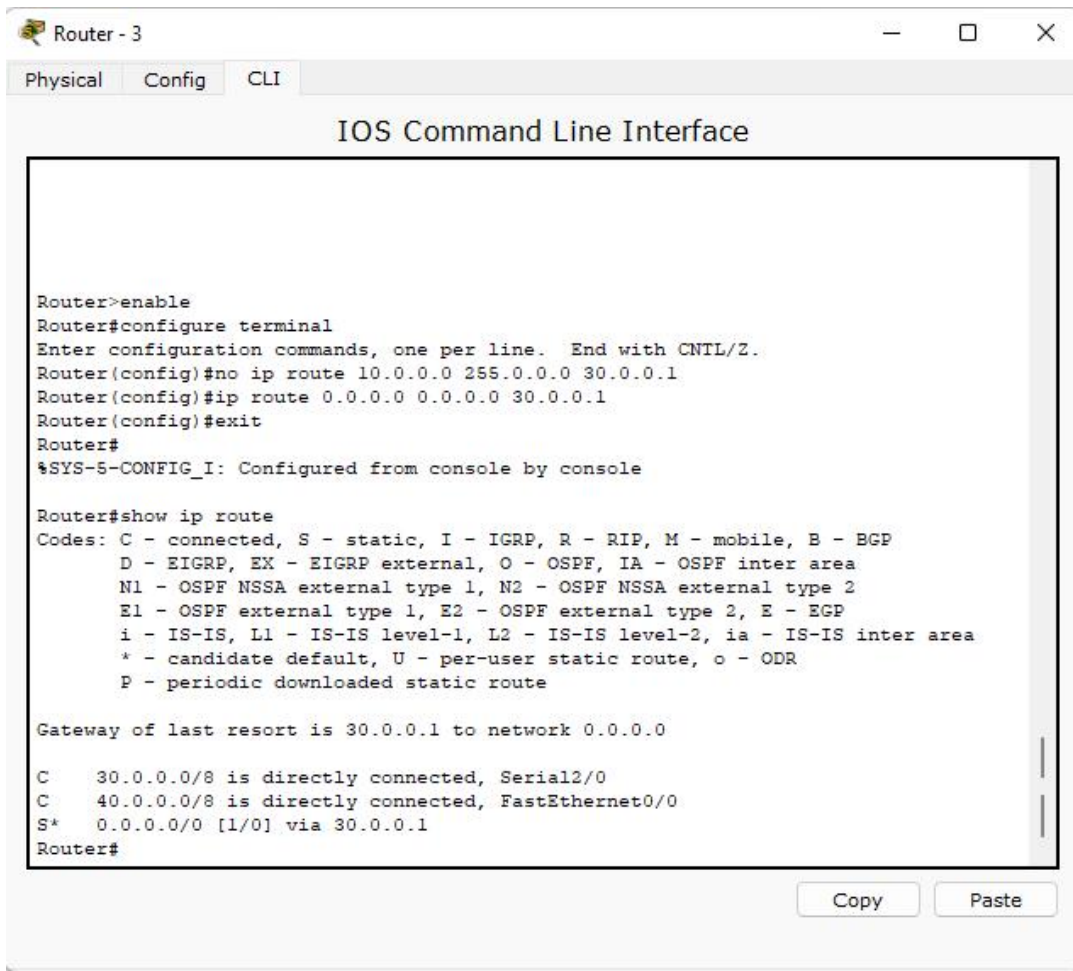 Router - 3
Physical Config CLI
IOS Command Line Interface
Router>enable
Router#configure terminal
Enter configuration commands, one per line.  End with CNTL/Z.
Router(config)#no ip route 10.0.0.0 255.0.0.0 30.0.0.1
Router(config)#ip route 0.0.0.0 0.0.0.0 30.0.0.1
Router(config)#exit
Router#
%SYS-5-CONFIG_I: Configured from console by console
Router#show ip route
Codes: C - connected, S - static, I - IGRP, R - RIP, M - mobile, B - BGP
D - EIGRP, EX - EIGRP external, O - OSPF, IA - OSPF inter area
N1 - OSPF NSSA external type 1, N2 - OSPF NSSA external type 2
E1 - OSPF external type 1, E2 - OSPF external type 2, E - EGP
i - IS-IS, L1 - IS-IS level-1, L2 - IS-IS level-2, ia - IS-IS inter area
* - candidate default, U - per-user static route, o - ODR
P - periodic downloaded static route
Gateway of last resort is 30.0.0.1 to network 0.0.0.0
C    30.0.0.0/8 is directly connected, Serial2/0
C    40.0.0.0/8 is directly connected, FastEthernet0/0
S*   0.0.0.0/0 [1/0] via 30.0.0.1
Router#
Copy Paste